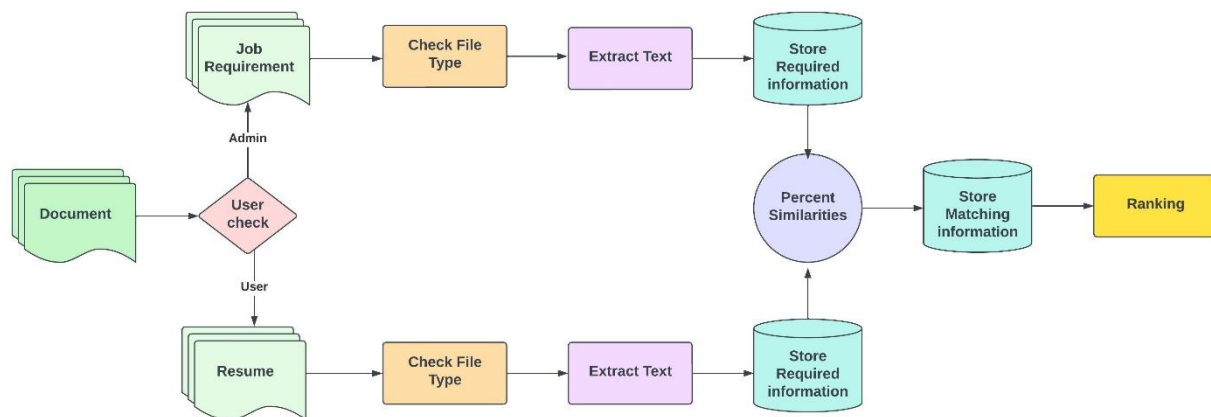 Job
Requirement
Check File
Type
Extract Text
Store
Required
information
Admin
Document
User
check
Percent
Similarities
Store
Matching
information
Ranking
User
Resume
Check File
Type
Extract Text
Store
Required
information